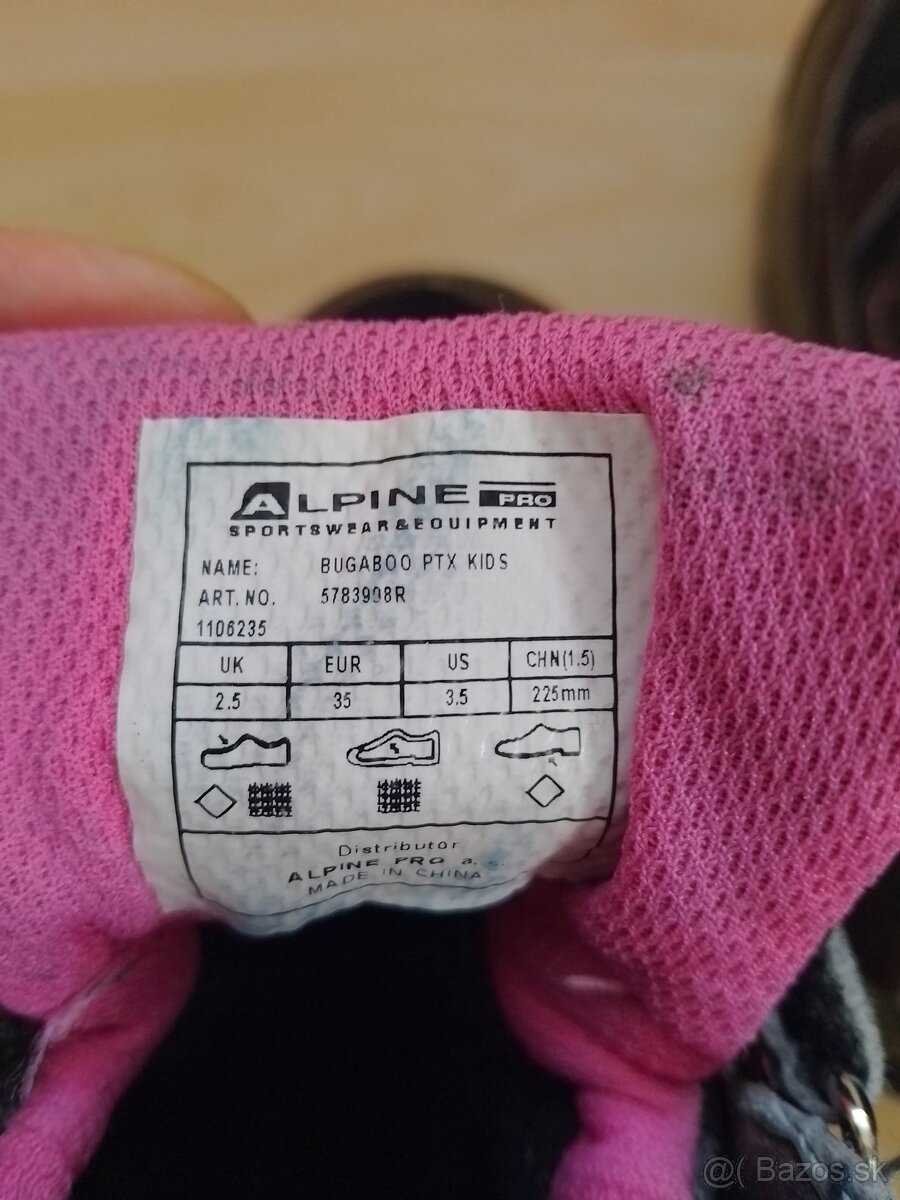 ALPINE PRO
SPORTSWEAR&EQUIPMENT
NAME: BUGABOO PTX KIDS
ART.NO. 5783908R
1106235
UK EUR US CHN(1.5)
2.5 35 3.5 225mm
Distributor
ALPINE PRO a.s.
MADE IN CHINA
@( Bazos.sk